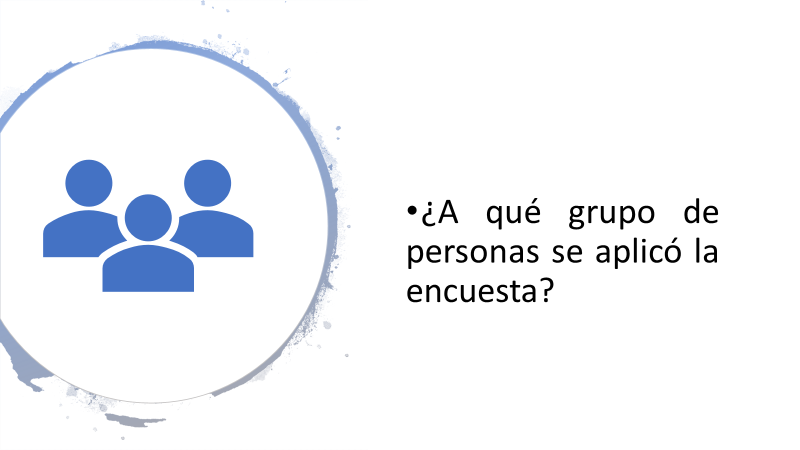 •¿A qué grupo de
personas se aplicó la
encuesta?